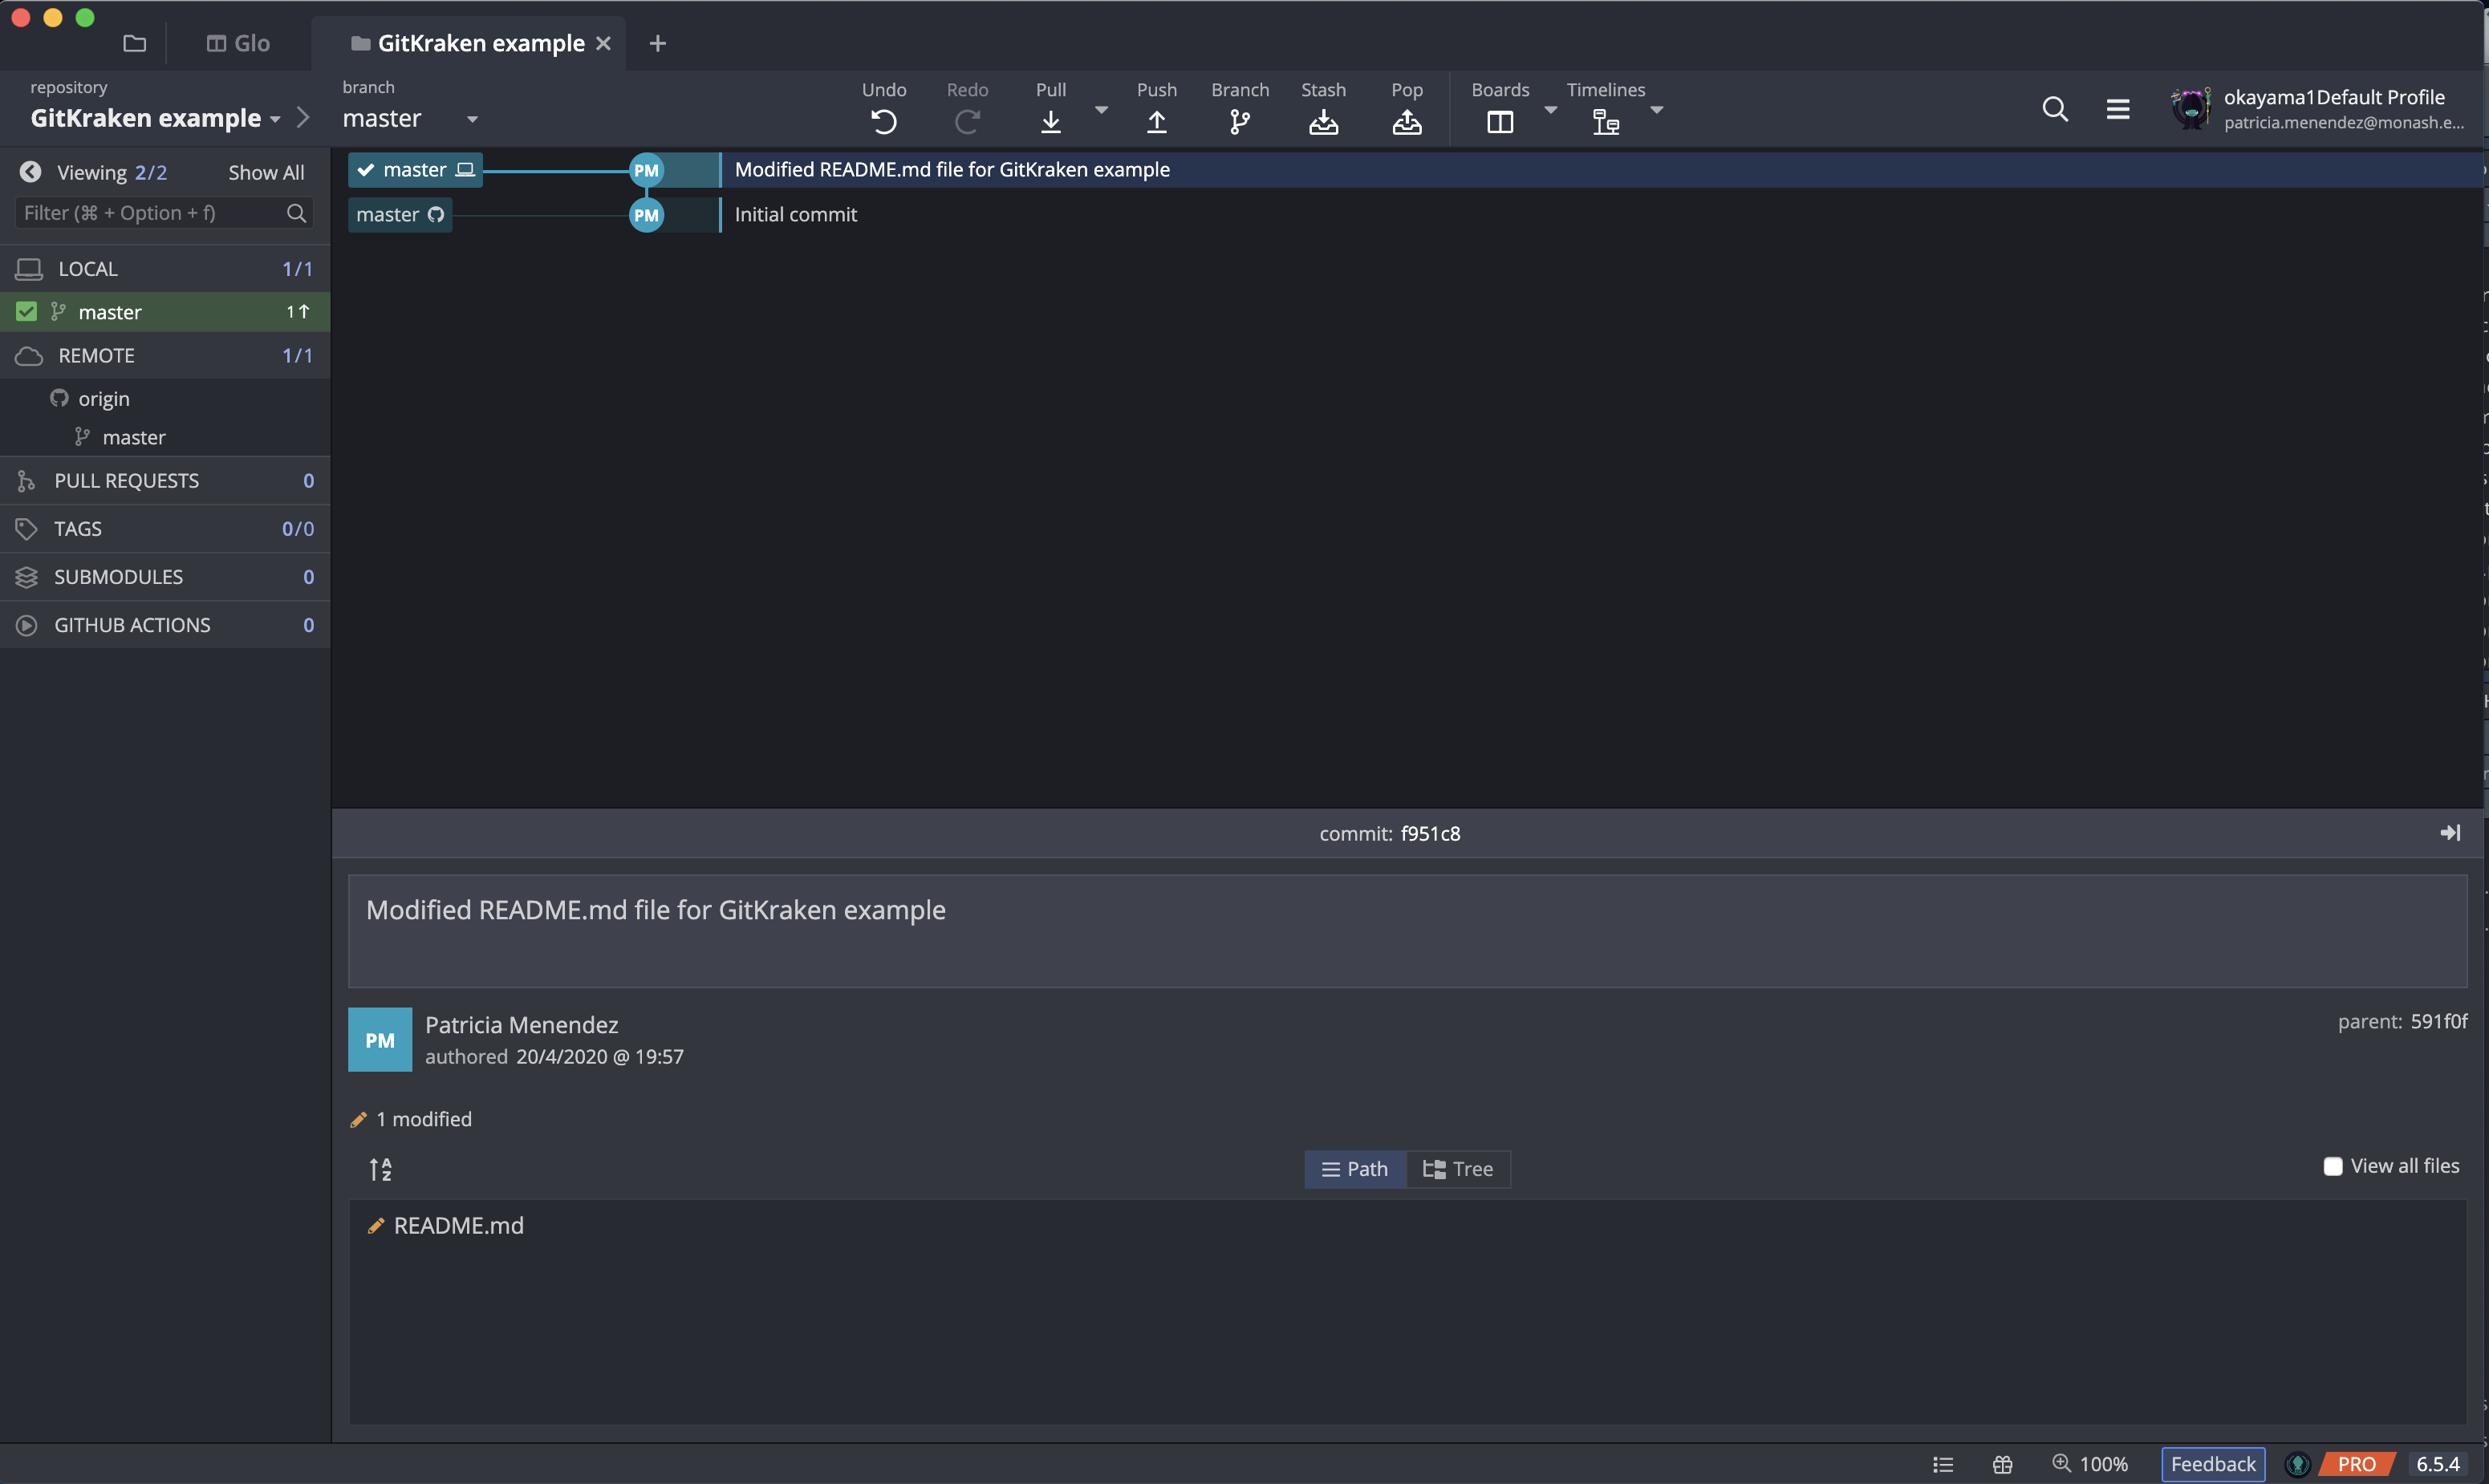 Glo
GitKraken example
repository
GitKraken example
branch
master
Undo
Redo
Pull
Push
Branch
Stash
Pop
Boards
Timelines
okayama1Default Profile
patricia.menendez@monash.e...
Viewing 2/2
Show All
Filter (⌘ + Option + f)
LOCAL 1/1
master 1↑
REMOTE 1/1
origin
master
PULL REQUESTS 0
TAGS 0/0
SUBMODULES 0
GITHUB ACTIONS 0
master PM Modified README.md file for GitKraken example
master PM Initial commit
commit: f951c8
Modified README.md file for GitKraken example
PM
Patricia Menendez
authored 20/4/2020 @ 19:57
parent: 591f0f
1 modified
A
Z
Path
Tree
View all files
README.md
100%
Feedback
PRO
6.5.4